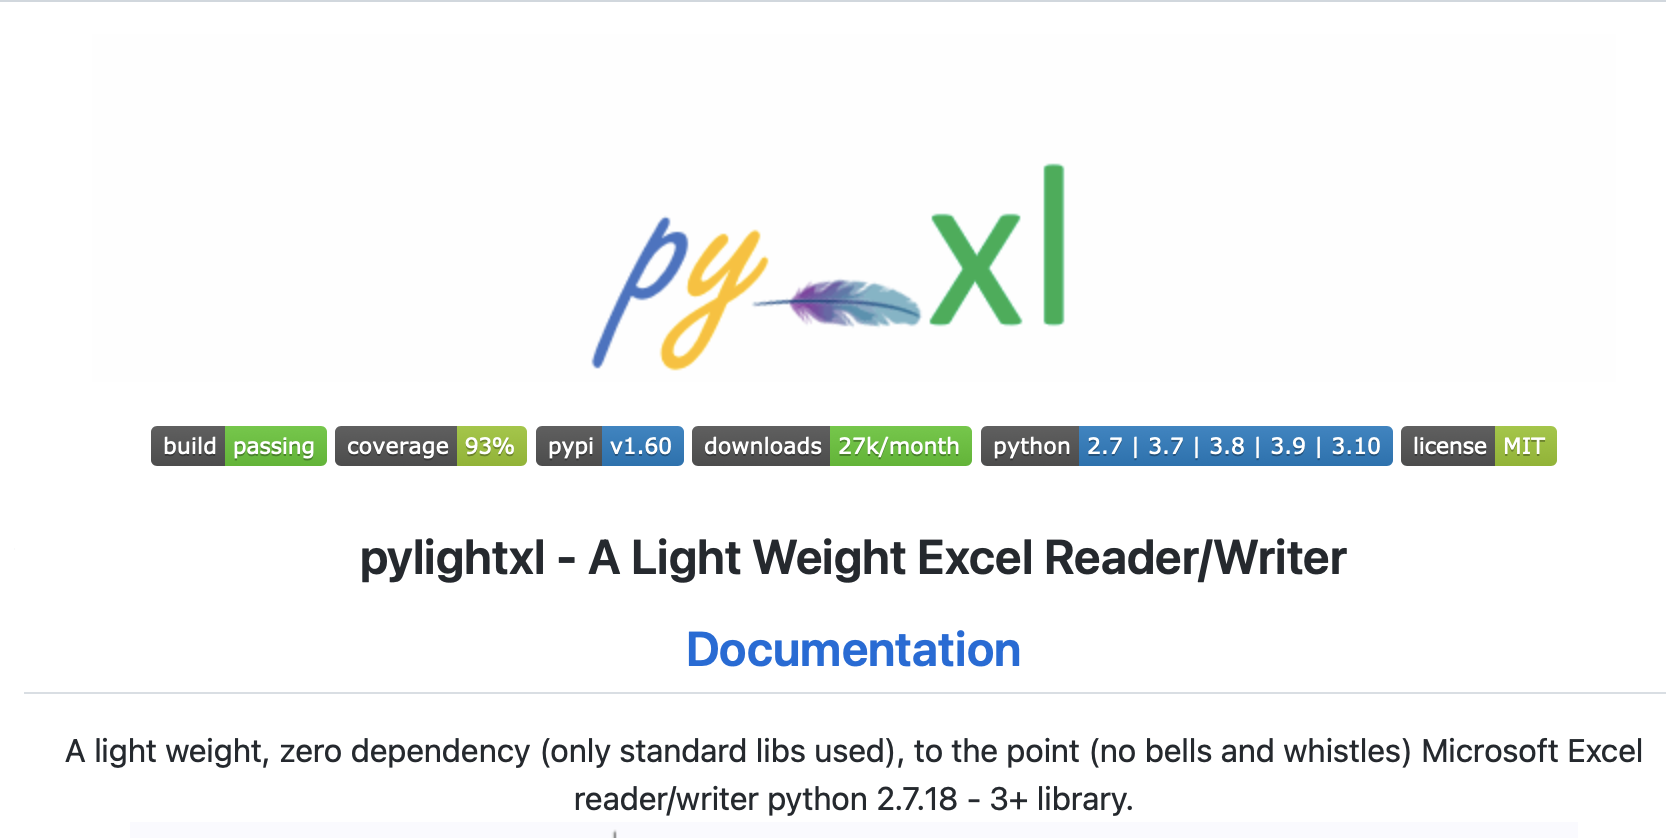 py xl
build passing coverage 93% pypi v1.60 downloads 27k/month python 2.7 | 3.7 | 3.8 | 3.9 | 3.10 license MIT
pylightxl - A Light Weight Excel Reader/Writer
Documentation
A light weight, zero dependency (only standard libs used), to the point (no bells and whistles) Microsoft Excel
reader/writer python 2.7.18 - 3+ library.